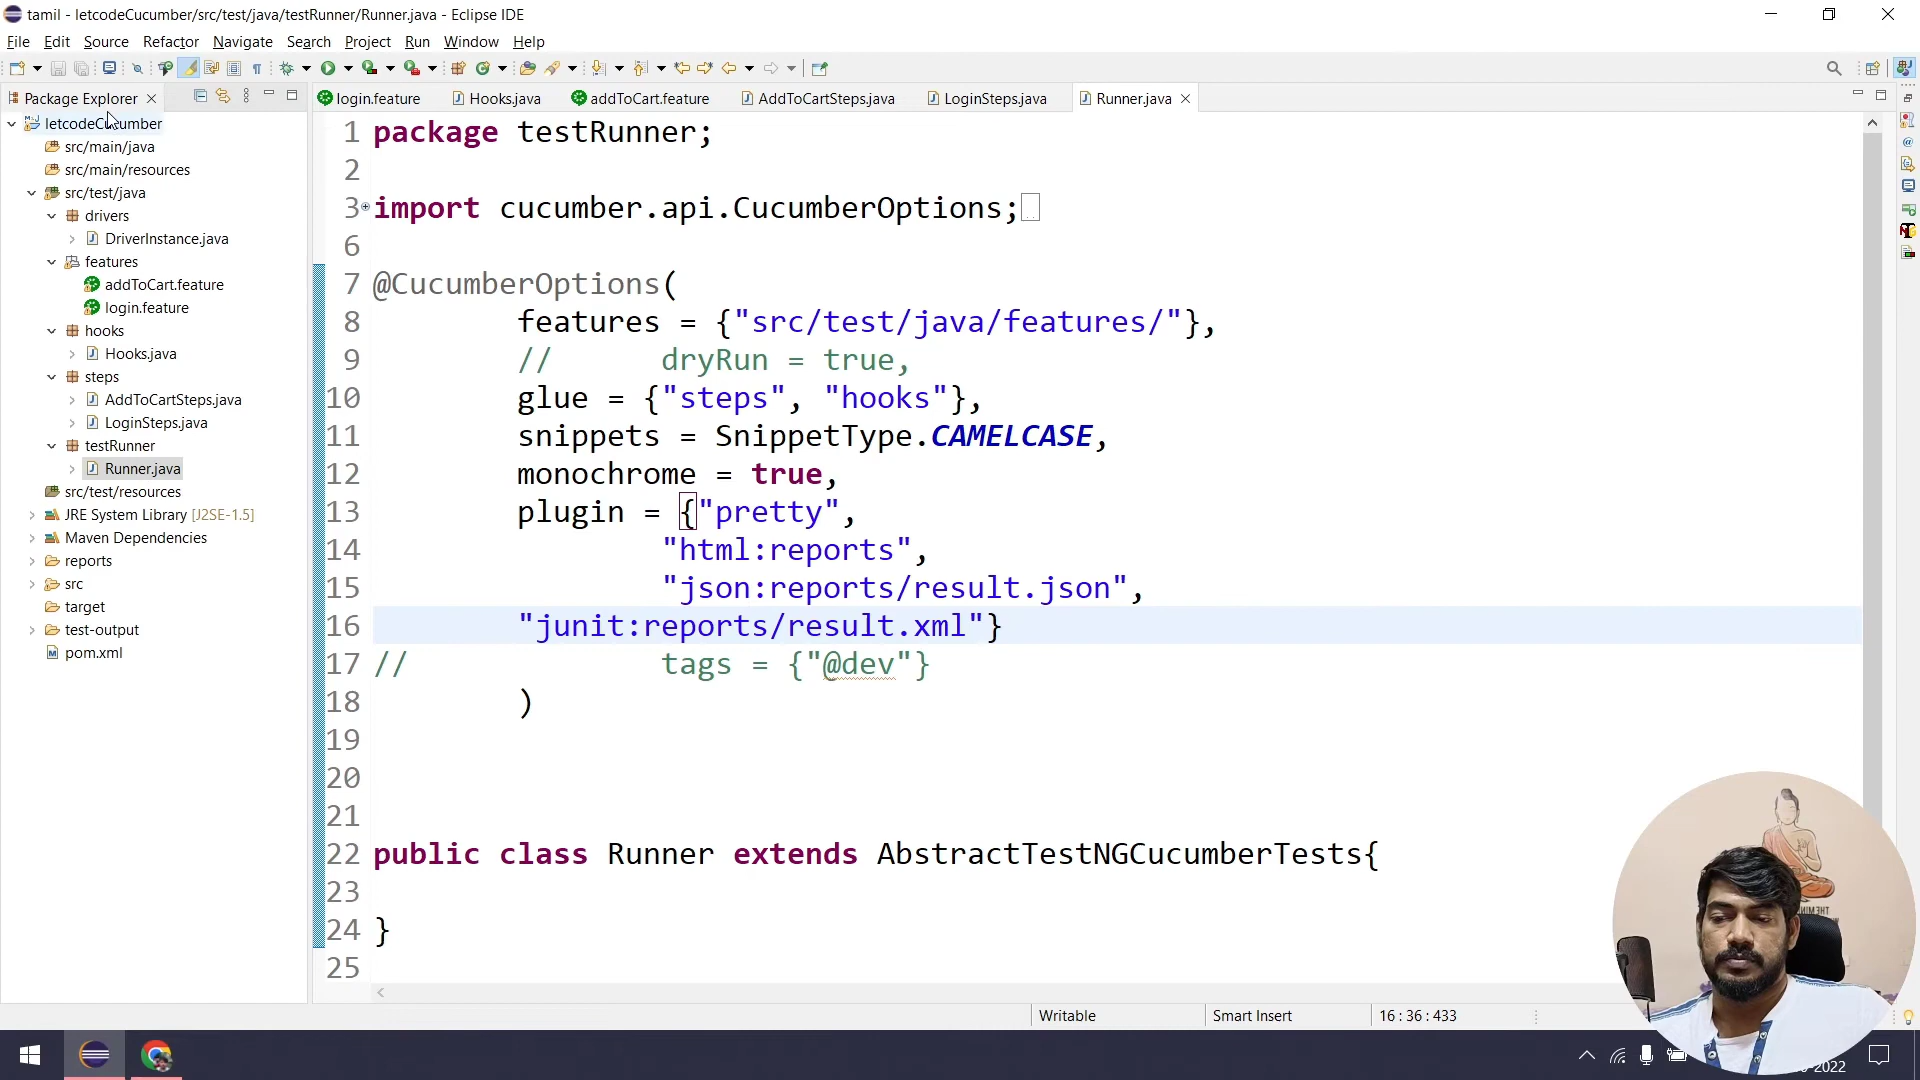 tamil - letcodeCucumber/src/test/java/testRunner/Runner.java - Eclipse IDE
File Edit Source Refactor Navigate Search Project Run Window Help
Package Explorer
letcodeCucumber
src/main/java
src/main/resources
src/test/java
drivers
DriverInstance.java
features
addToCart.feature
login.feature
hooks
Hooks.java
steps
AddToCartSteps.java
LoginSteps.java
testRunner
Runner.java
src/test/resources
JRE System Library [J2SE-1.5]
Maven Dependencies
reports
src
target
test-output
pom.xml
login.feature Hooks.java addToCart.feature AddToCartSteps.java LoginSteps.java Runner.java
1 package testRunner;
2
3 import cucumber.api.CucumberOptions;
6
7 @CucumberOptions(
8 features = {"src/test/java/features/"},
9 // dryRun = true,
10 glue = {"steps", "hooks"},
11 snippets = SnippetType.CAMELCASE,
12 monochrome = true,
13 plugin = {"pretty",
14 "html:reports",
15 "json:reports/result.json",
16 "junit:reports/result.xml"}
17 // tags = {"@dev"}
18 )
19
20
21
22 public class Runner extends AbstractTestNGCucumberTests{
23
24 }
25
Writable Smart Insert 16 : 36 : 433